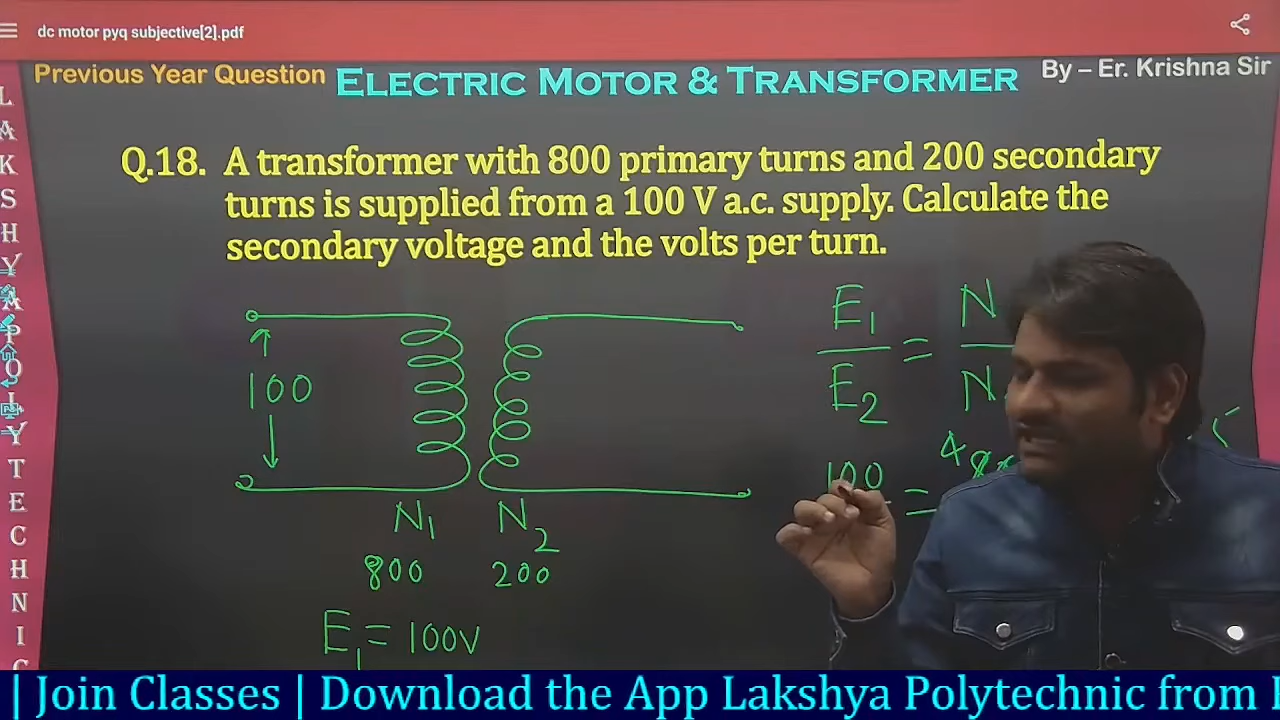 dc motor pyq subjective[2].pdf
Previous Year Question
ELECTRIC MOTOR & TRANSFORMER
By – Er. Krishna Sir
LAKSHYA POLYTECHNI
Q.18. A transformer with 800 primary turns and 200 secondary
turns is supplied from a 100 V a.c. supply. Calculate the
secondary voltage and the volts per turn.
100
N1 N2
800 200
E1 = 100V
E1 = N
E2 N
100 =
4
| Join Classes | Download the App Lakshya Polytechnic from